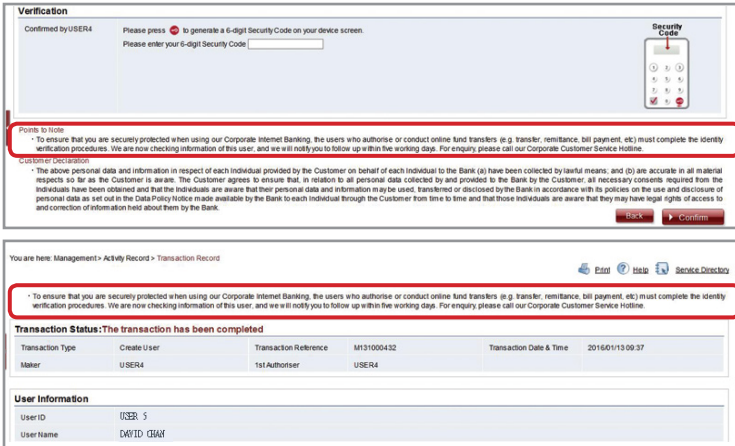 Verification
Confirmed by USER4
Please press to generate a 6-digit Security Code on your device screen.
Please enter your 6-digit Security Code
Security
Code
Points to Note
· To ensure that you are securely protected when using our Corporate Internet Banking, the users who authorise or conduct online fund transfers (e.g. transfer, remittance, bill payment, etc) must complete the identity
verification procedures. We are now checking information of this user, and we will notify you to follow up within five working days. For enquiry, please call our Corporate Customer Service Hotline.
Customer Declaration
· The above personal data and information in respect of each Individual provided by the Customer on behalf of each Individual to the Bank (a) have been collected by lawful means; and (b) are accurate in all material
respects so far as the Customer is aware. The Customer agrees to ensure that, in relation to all personal data collected by and provided to the Bank by the Customer, all necessary consents required from the
Individuals have been obtained and that the Individuals are aware that their personal data and information may be used, transferred or disclosed by the Bank in accordance with its policies on the use and disclosure of
personal data as set out in the Data Policy Notice made available by the Bank to each Individual through the Customer from time to time and that those Individuals are aware that they may have legal rights of access to
and correction of information held about them by the Bank.
Back
Confirm
You are here: Management> Activity Record > Transaction Record
Print Help Service Directory
· To ensure that you are securely protected when using our Corporate Internet Banking, the users who authorise or conduct online fund transfers (e.g. transfer, remittance, bill payment, etc) must complete the identity
verification procedures. We are now checking information of this user, and we will notify you to follow up within five working days. For enquiry, please call our Corporate Customer Service Hotline.
Transaction Status:The transaction has been completed
Transaction Type Create User Transaction Reference M131000432 Transaction Date & Time 2016/01/13 09:37
Maker USER4 1st Authoriser USER4
User Information
User ID USER 5
User Name DAVID CHAN